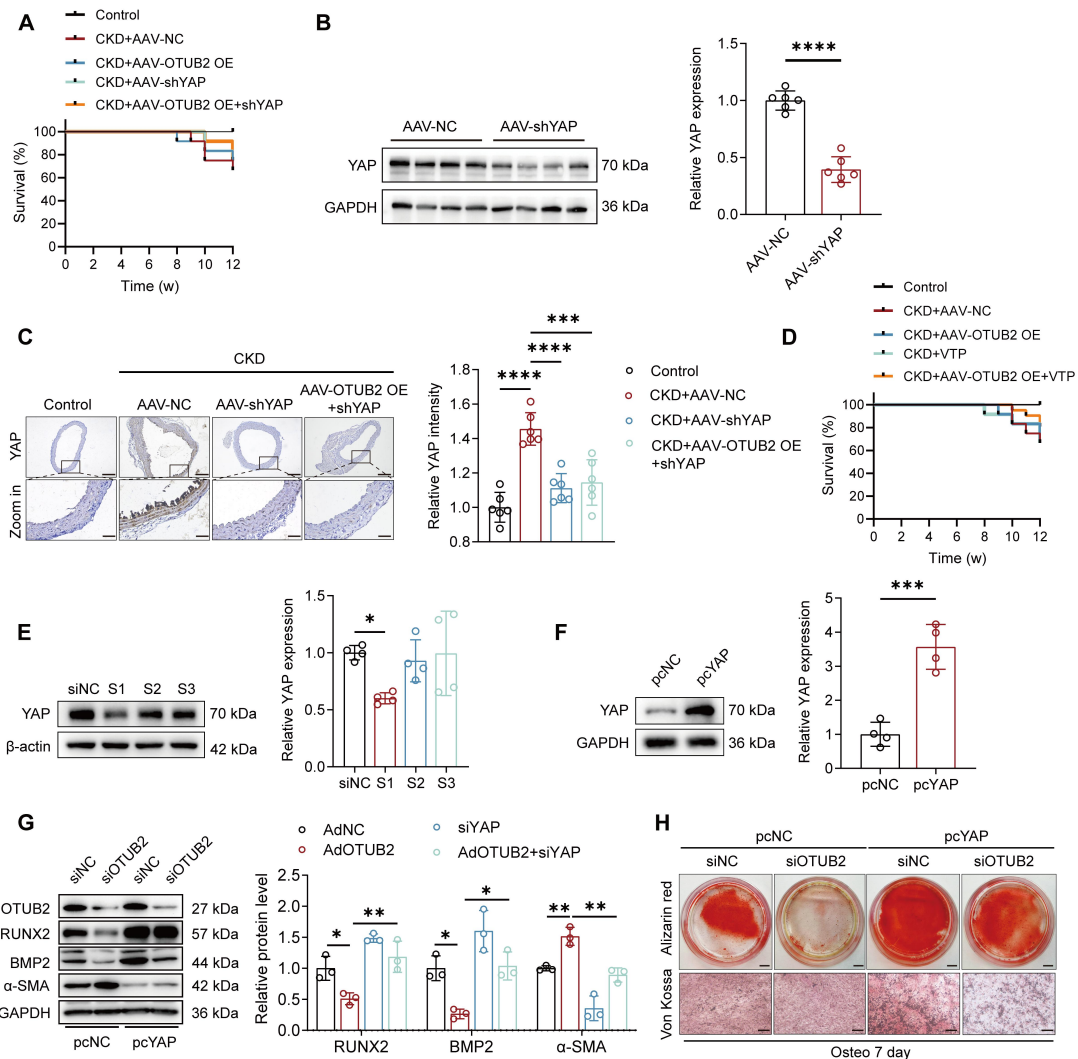 A
Control
CKD+AAV-NC
CKD+AAV-OTUB2 OE
CKD+AAV-shYAP
CKD+AAV-OTUB2 OE+shYAP
Survival (%)
100
80
60
40
20
0
0 2 4 6 8 10 12
Time (w)
B
AAV-NC AAV-shYAP
YAP 70 kDa
GAPDH 36 kDa
Relative YAP expression
1.5
1.0
0.5
0.0
****
AAV-NC
AAV-shYAP
C
CKD
Control AAV-NC AAV-shYAP AAV-OTUB2 OE
+shYAP
YAP
Zoom in
Relative YAP intensity
1.8
1.6
1.4
1.2
1.0
0.8
***
****
****
Control
CKD+AAV-NC
CKD+AAV-shYAP
CKD+AAV-OTUB2 OE
+shYAP
D
Control
CKD+AAV-NC
CKD+AAV-OTUB2 OE
CKD+VTP
CKD+AAV-OTUB2 OE+VTP
Survival (%)
100
80
60
40
20
0
0 2 4 6 8 10 12
Time (w)
E
siNC S1 S2 S3
YAP 70 kDa
β-actin 42 kDa
Relative YAP expression
1.5
1.0
0.5
0.0
*
siNC S1 S2 S3
F
pcNC pcYAP
YAP 70 kDa
GAPDH 36 kDa
Relative YAP expression
5
4
3
2
1
0
***
pcNC pcYAP
G
siNC siOTUB2 siNC siOTUB2
OTUB2 27 kDa
RUNX2 57 kDa
BMP2 44 kDa
α-SMA 42 kDa
GAPDH 36 kDa
pcNC pcYAP
AdNC siYAP
AdOTUB2 AdOTUB2+siYAP
Relative protein level
2.5
2.0
1.5
1.0
0.5
0.0
* ** * * ** **
RUNX2 BMP2 α-SMA
H
pcNC pcYAP
siNC siOTUB2 siNC siOTUB2
Alizarin red
Von Kossa
Osteo 7 day